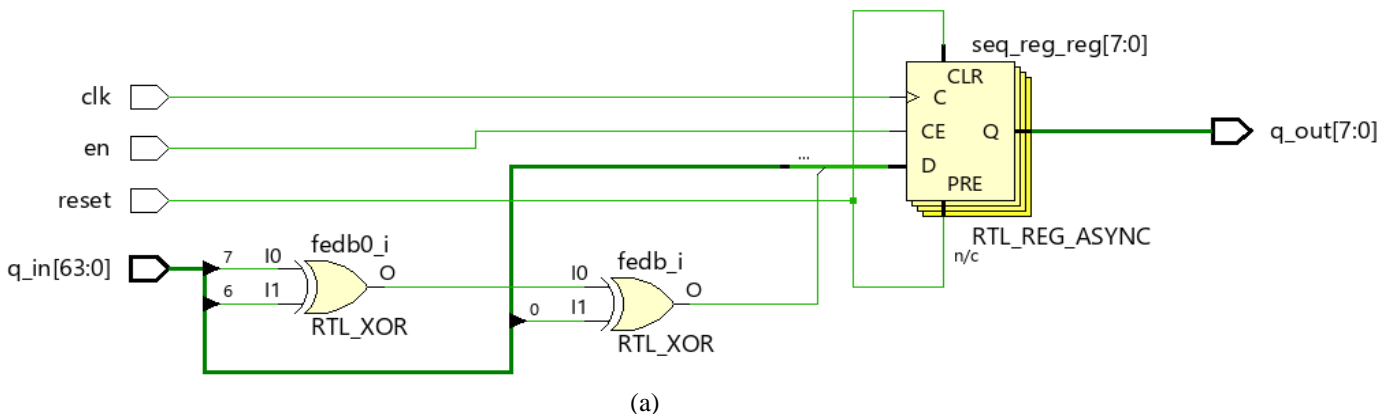 seq_reg_reg[7:0]
CLR
clk
C
en
CE
Q
q_out[7:0]
...
D
PRE
reset
RTL_REG_ASYNC
n/c
q_in[63:0]
7
I0
fedb0_i
O
6
I1
RTL_XOR
fedb_i
I0
O
0
I1
RTL_XOR
(a)